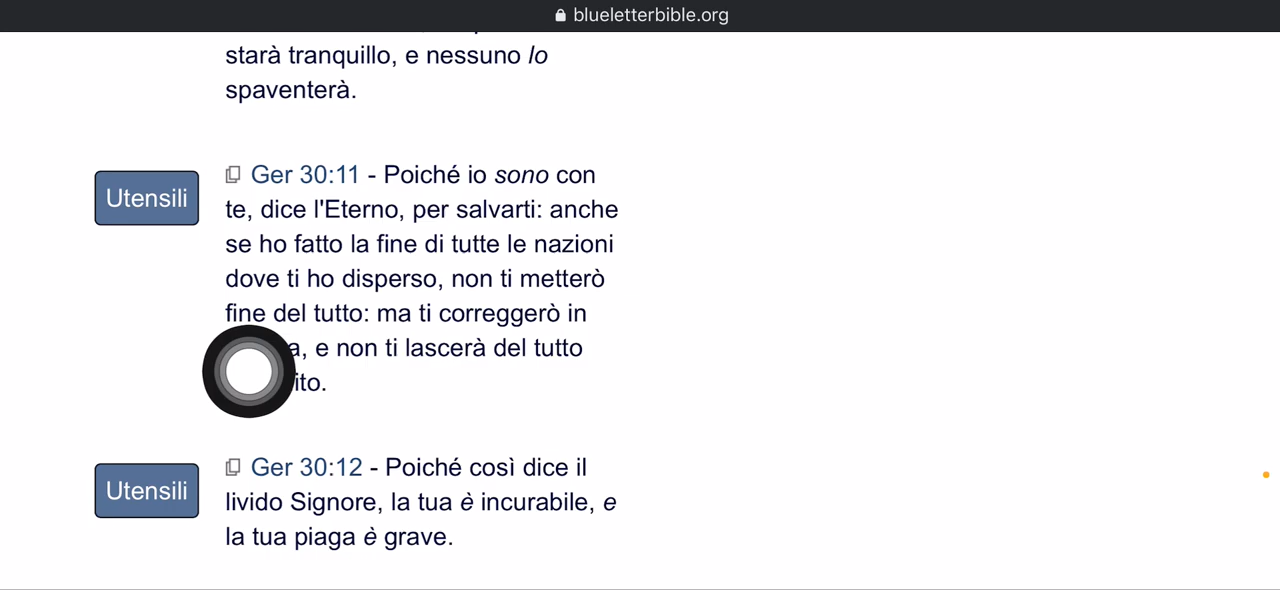 blueletterbible.org
starà tranquillo, e nessuno lo
spaventerà.
Utensili
Ger 30:11 - Poiché io sono con
te, dice l'Eterno, per salvarti: anche
se ho fatto la fine di tutte le nazioni
dove ti ho disperso, non ti metterò
fine del tutto: ma ti correggerò in
e non ti lascerà del tutto
Utensili
Ger 30:12 - Poiché così dice il
livido Signore, la tua è incurabile, e
la tua piaga è grave.